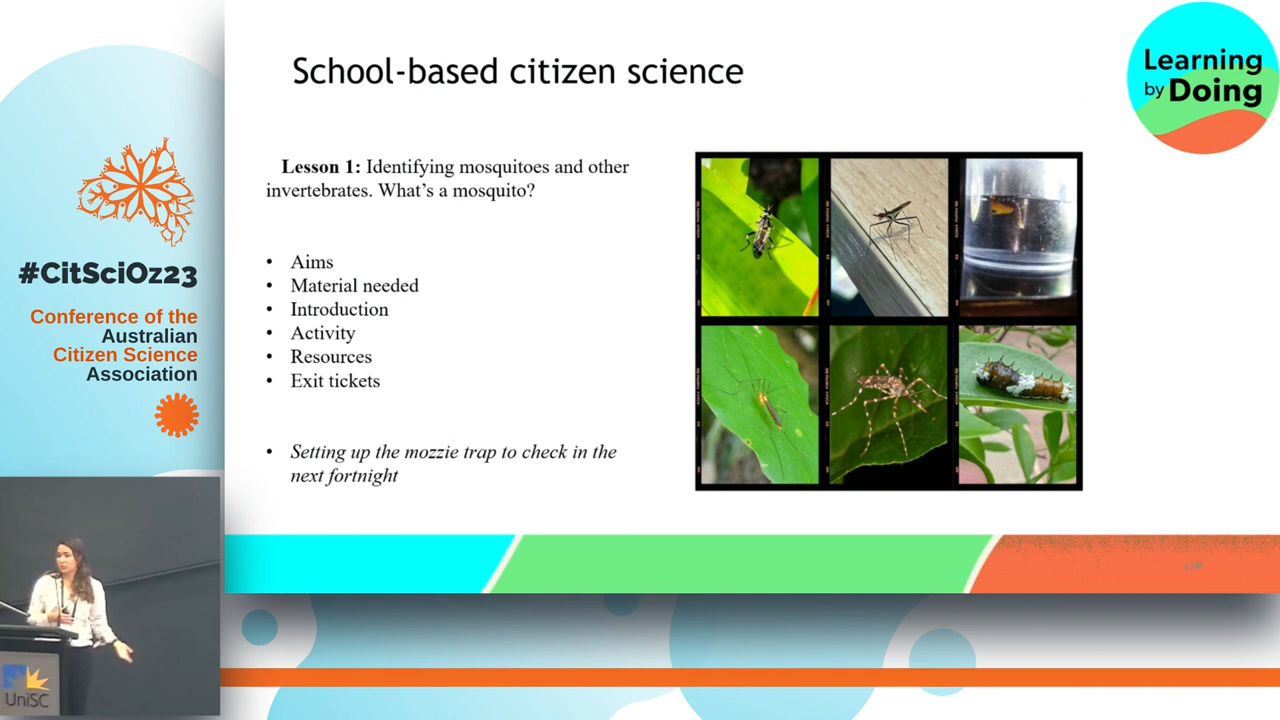 School-based citizen science
Learning
by Doing
Lesson 1: Identifying mosquitoes and other
invertebrates. What's a mosquito?
• Aims
• Material needed
• Introduction
• Activity
• Resources
• Exit tickets
• Setting up the mozzie trap to check in the
next fortnight
#CitSciOz23
Conference of the
Australian
Citizen Science
Association
UniSC